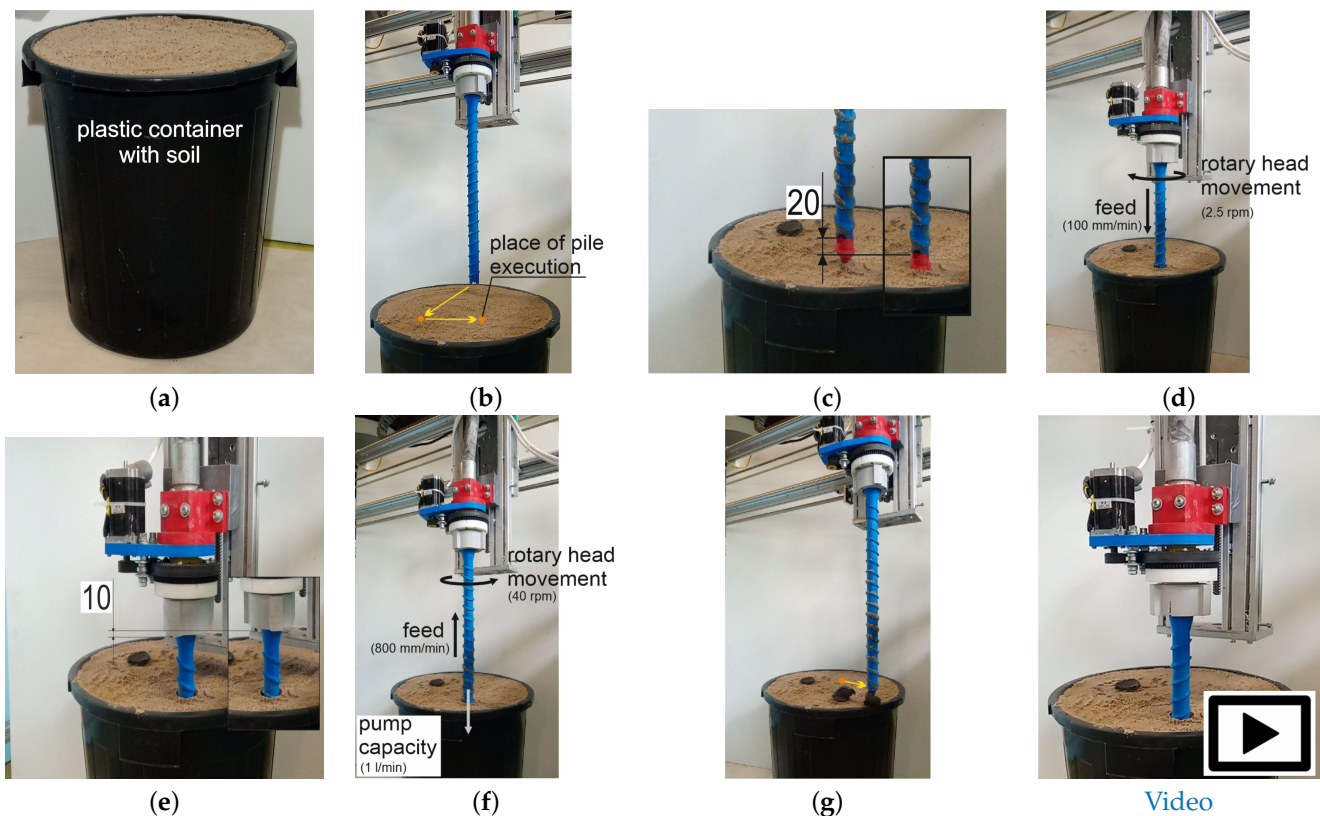 plastic container
with soil
(a)
place of pile
execution
(b)
20
(c)
rotary head
movement
(2.5 rpm)
feed
(100 mm/min)
(d)
10
(e)
rotary head
movement
(40 rpm)
feed
(800 mm/min)
pump
capacity
(1 l/min)
(f)
(g)
Video